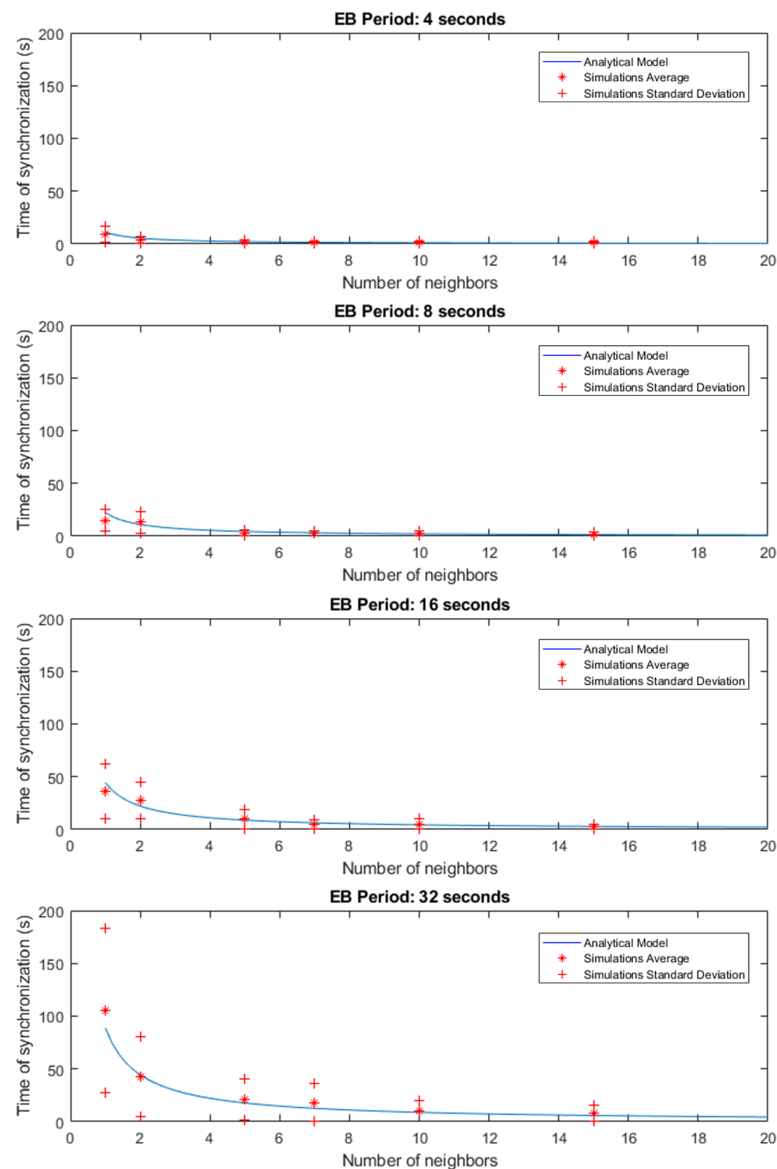 EB Period: 4 seconds
Time of synchronization (s)
200
150
100
50
0
Analytical Model
Simulations Average
Simulations Standard Deviation
0 2 4 6 8 10 12 14 16 18 20
Number of neighbors
EB Period: 8 seconds
Time of synchronization (s)
200
150
100
50
0
Analytical Model
Simulations Average
Simulations Standard Deviation
0 2 4 6 8 10 12 14 16 18 20
Number of neighbors
EB Period: 16 seconds
Time of synchronization (s)
200
150
100
50
0
Analytical Model
Simulations Average
Simulations Standard Deviation
0 2 4 6 8 10 12 14 16 18 20
Number of neighbors
EB Period: 32 seconds
Time of synchronization (s)
200
150
100
50
0
Analytical Model
Simulations Average
Simulations Standard Deviation
0 2 4 6 8 10 12 14 16 18 20
Number of neighbors